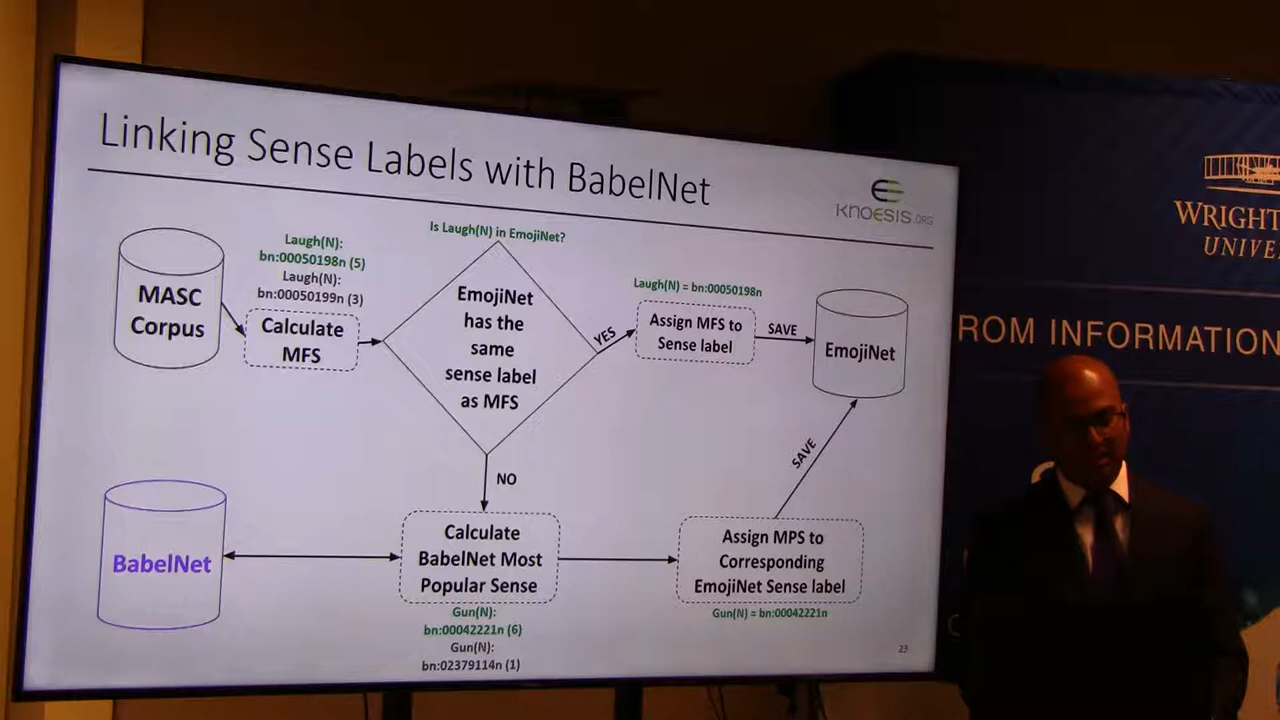 Linking Sense Labels with BabelNet
KNOESIS.ORG
MASC
Corpus
Laugh(N):
bn:00050198n (5)
Laugh(N):
bn:00050199n (3)
Calculate
MFS
Is Laugh(N) in EmojiNet?
EmojiNet
has the
same
sense label
as MFS
YES
Laugh(N) = bn:00050198n
Assign MFS to
Sense label
SAVE
EmojiNet
NO
SAVE
BabelNet
Calculate
BabelNet Most
Popular Sense
Gun(N):
bn:00042221n (6)
Gun(N):
bn:02379114n (1)
Assign MPS to
Corresponding
EmojiNet Sense label
Gun(N) = bn:00042221n
23
WRIGHT
UNIVE
ROM INFORMATION